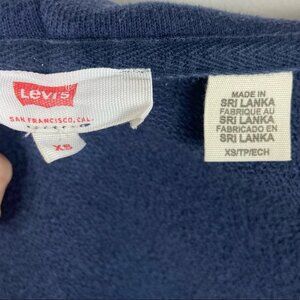 Levi's
SAN FRANCISCO, CAL.
XS
MADE IN
SRI LANKA
FABRIQUE AU
SRI LANKA
FABRICADO EN
SRI LANKA
XS/TP/ECH